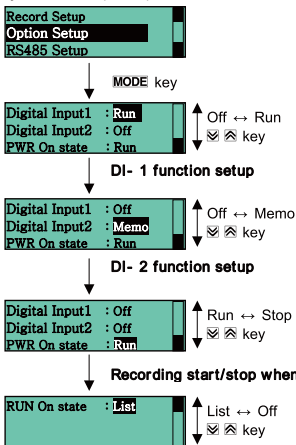 Record Setup
Option Setup
RS485 Setup
MODE key
Digital Input1 : Run
Digital Input2 : Off
PWR On state : Run
Off ↔ Run
key
DI- 1 function setup
Digital Input1 : Off
Digital Input2 : Memo
PWR On state : Run
Off ↔ Memo
key
DI- 2 function setup
Digital Input1 : Off
Digital Input2 : Off
PWR On state : Run
Run ↔ Stop
key
Recording start/stop when
RUN On state : List
List ↔ Off
key